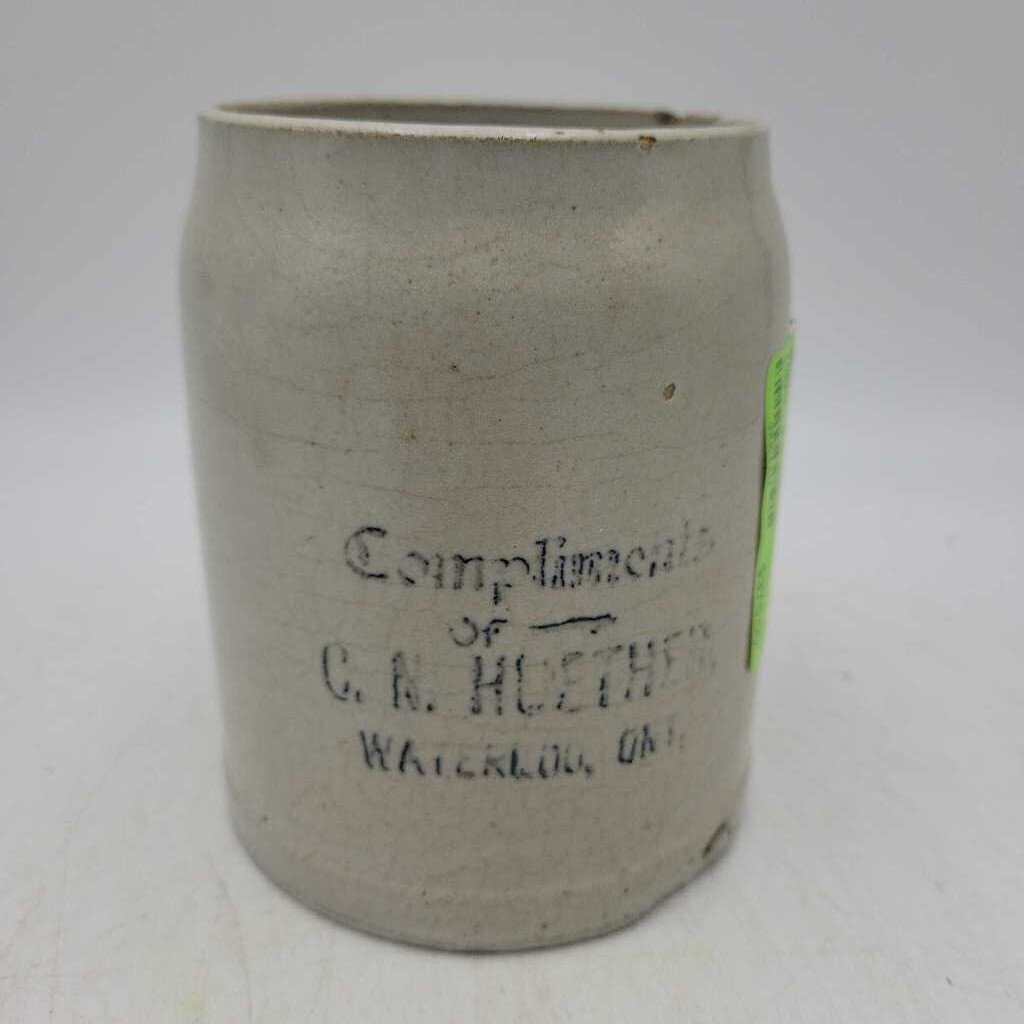 Compliments
OF
C. N. HUETHER
WATERLOO, ONT.